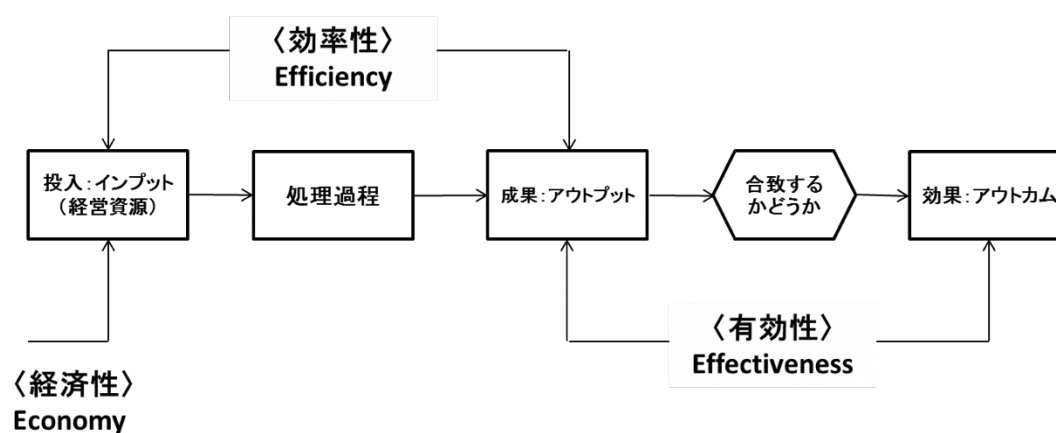 〈効率性〉
Efficiency
投入：インプット
（経営資源）
処理過程
成果：アウトプット
合致する
かどうか
効果：アウトカム
〈有効性〉
Effectiveness
〈経済性〉
Economy